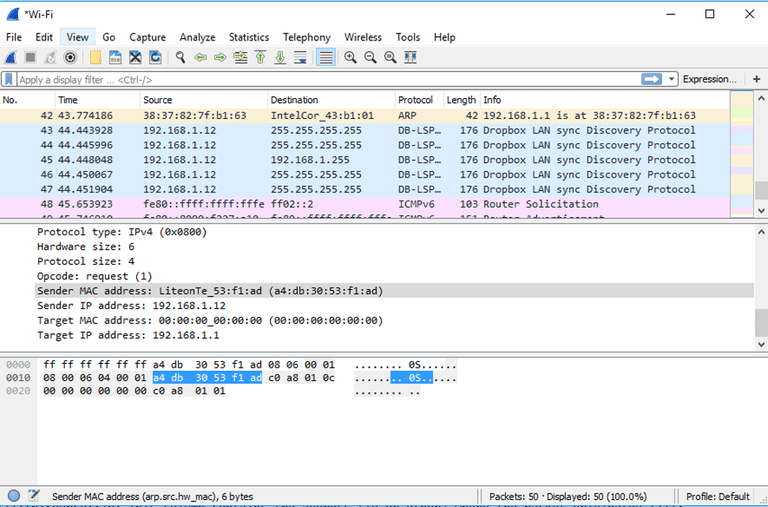 *Wi-Fi
File Edit View Go Capture Analyze Statistics Telephony Wireless Tools Help
Apply a display filter ... <Ctrl-/> Expression... +
No. Time Source Destination Protocol Length Info
42 43.774186 38:37:82:7f:b1:63 IntelCor_43:b1:01 ARP 42 192.168.1.1 is at 38:37:82:7f:b1:63
43 44.443928 192.168.1.12 255.255.255.255 DB-LSP... 176 Dropbox LAN sync Discovery Protocol
44 44.445996 192.168.1.12 255.255.255.255 DB-LSP... 176 Dropbox LAN sync Discovery Protocol
45 44.448048 192.168.1.12 192.168.1.255 DB-LSP... 176 Dropbox LAN sync Discovery Protocol
46 44.450067 192.168.1.12 255.255.255.255 DB-LSP... 176 Dropbox LAN sync Discovery Protocol
47 44.451904 192.168.1.12 255.255.255.255 DB-LSP... 176 Dropbox LAN sync Discovery Protocol
48 45.653923 fe80::ffff:ffff:fffe ff02::2 ICMPv6 103 Router Solicitation
Protocol type: IPv4 (0x0800)
Hardware size: 6
Protocol size: 4
Opcode: request (1)
Sender MAC address: LiteonTe_53:f1:ad (a4:db:30:53:f1:ad)
Sender IP address: 192.168.1.12
Target MAC address: 00:00:00_00:00:00 (00:00:00:00:00:00)
Target IP address: 192.168.1.1
0000 ff ff ff ff ff ff a4 db 30 53 f1 ad 08 06 00 01 ........ 0S......
0010 08 00 06 04 00 01 a4 db 30 53 f1 ad c0 a8 01 0c ........ 0S......
0020 00 00 00 00 00 00 c0 a8 01 01 ........ ..
Sender MAC address (arp.src.hw_mac), 6 bytes Packets: 50 · Displayed: 50 (100.0%) Profile: Default